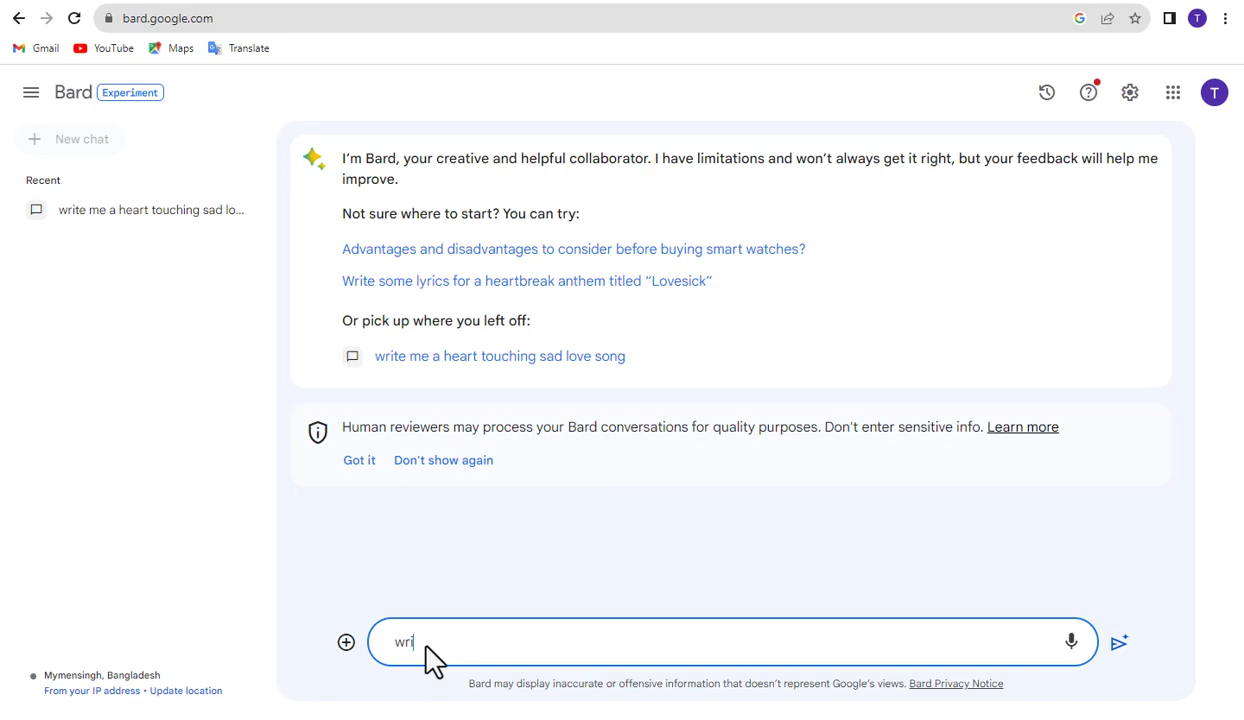 bard.google.com
Gmail YouTube Maps Translate
Bard Experiment
T
T
New chat
Recent
write me a heart touching sad lo...
I'm Bard, your creative and helpful collaborator. I have limitations and won't always get it right, but your feedback will help me
improve.
Not sure where to start? You can try:
Advantages and disadvantages to consider before buying smart watches?
Write some lyrics for a heartbreak anthem titled “Lovesick”
Or pick up where you left off:
write me a heart touching sad love song
Human reviewers may process your Bard conversations for quality purposes. Don't enter sensitive info. Learn more
Got it Don't show again
wri
Mymensingh, Bangladesh
From your IP address • Update location
Bard may display inaccurate or offensive information that doesn't represent Google's views. Bard Privacy Notice